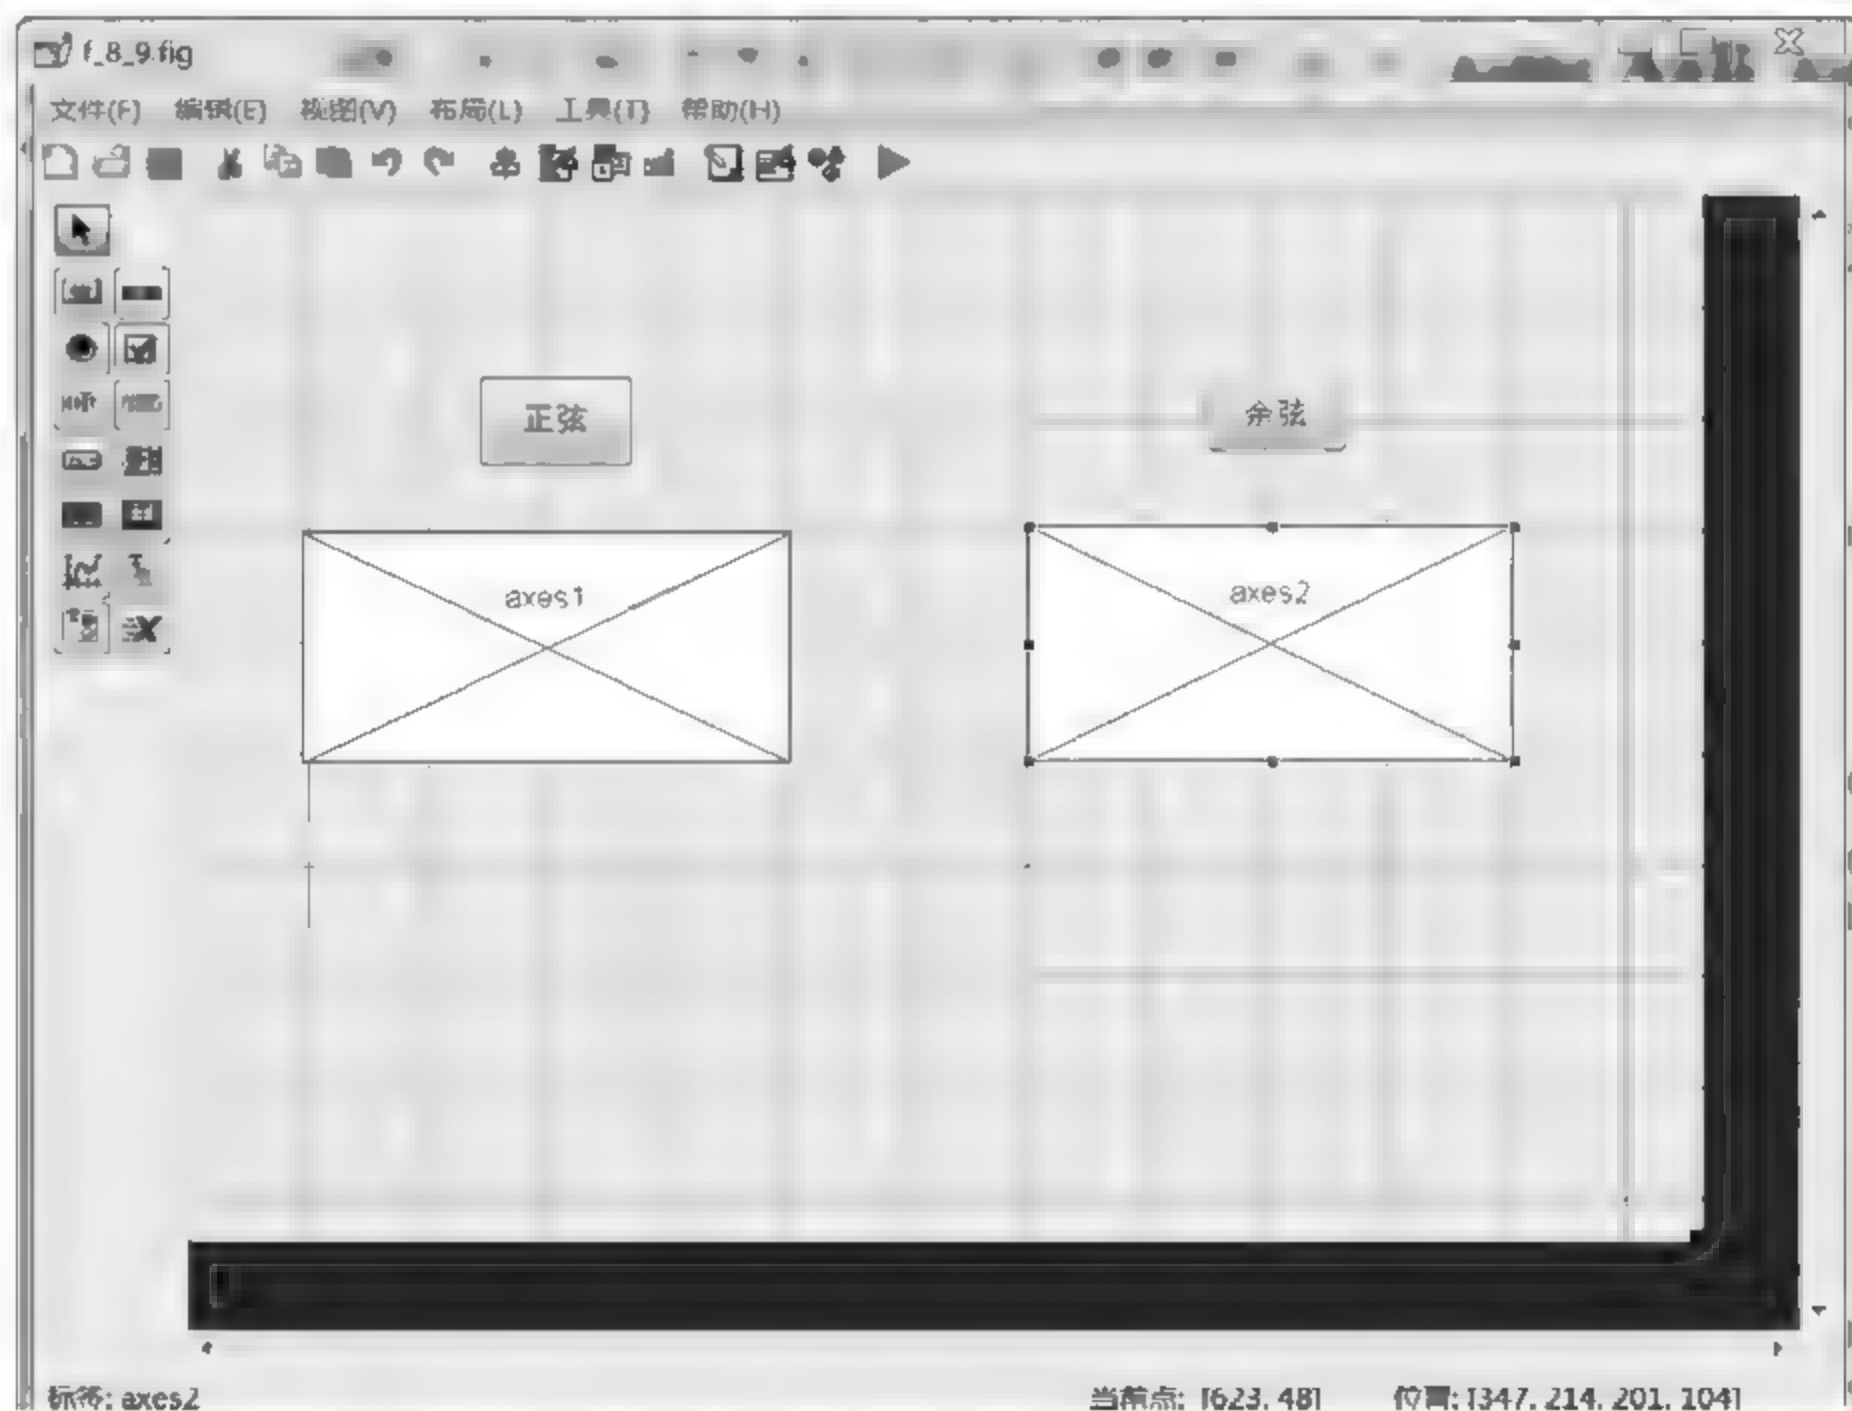 f_8_9.fig
文件(F) 编辑(E) 视图(V) 布局(L) 工具(T) 帮助(H)
正弦
余弦
axes1
axes2
标签: axes2
当前点: [623, 48]
位置: [347, 214, 201, 104]